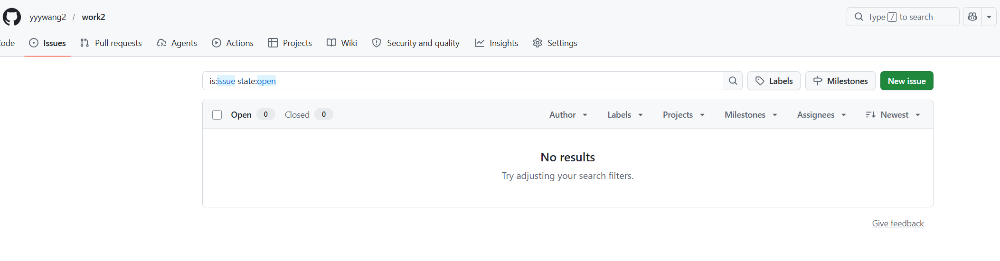 yyywang2 / work2
Type / to search
ode Issues Pull requests Agents Actions Projects Wiki Security and quality Insights Settings
is:issue state:open
Labels
Milestones
New issue
Open 0 Closed 0 Author Labels Projects Milestones Assignees Newest
No results
Try adjusting your search filters.
Give feedback